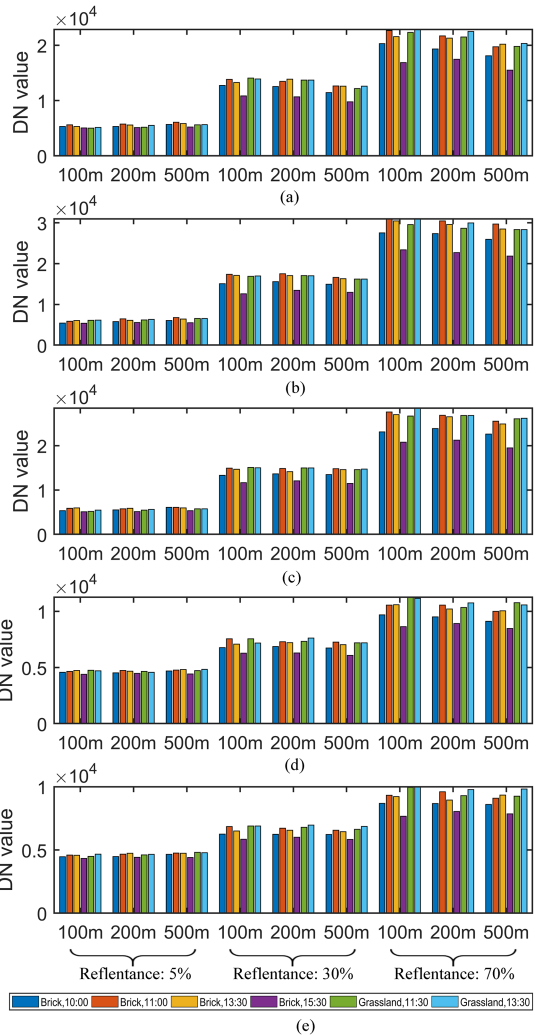 ×10⁴
2
1
0
DN value
100m 200m 500m 100m 200m 500m 100m 200m 500m
(a)
×10⁴
3
2
1
0
DN value
100m 200m 500m 100m 200m 500m 100m 200m 500m
(b)
×10⁴
2
1
0
DN value
100m 200m 500m 100m 200m 500m 100m 200m 500m
(c)
×10⁴
1
0.5
0
DN value
100m 200m 500m 100m 200m 500m 100m 200m 500m
(d)
×10⁴
1
0.5
0
DN value
100m 200m 500m 100m 200m 500m 100m 200m 500m
Reflentance: 5% Reflentance: 30% Reflentance: 70%
Brick,10:00 Brick,11:00 Brick,13:30 Brick,15:30 Grassland,11:30 Grassland,13:30
(e)